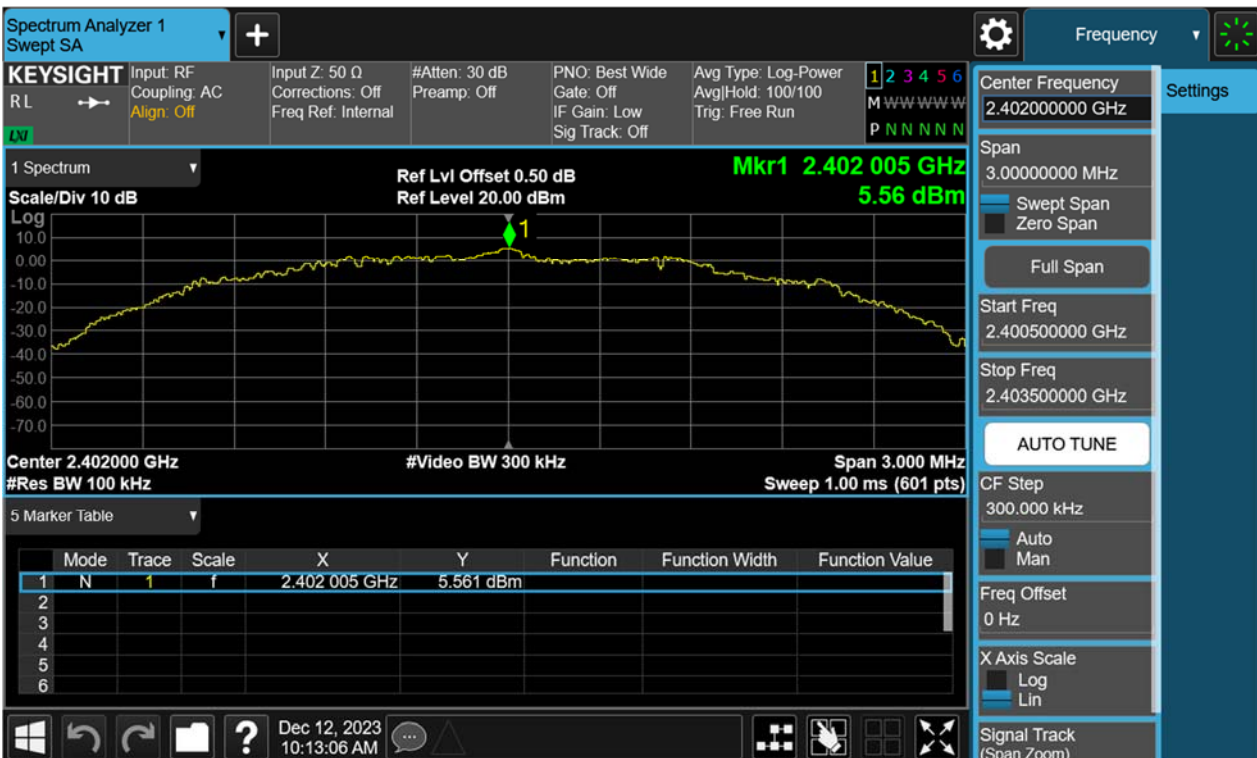 Spectrum Analyzer 1
Swept SA
+
Frequency
KEYSIGHT
R L
LXI
Input: RF
Coupling: AC
Align: Off
Input Z: 50 Ω
Corrections: Off
Freq Ref: Internal
#Atten: 30 dB
Preamp: Off
PNO: Best Wide
Gate: Off
IF Gain: Low
Sig Track: Off
Avg Type: Log-Power
Avg|Hold: 100/100
Trig: Free Run
1 2 3 4 5 6
M W W W W W
P N N N N N
1 Spectrum
Scale/Div 10 dB
Ref Lvl Offset 0.50 dB
Ref Level 20.00 dBm
Mkr1 2.402 005 GHz
5.56 dBm
Log
1
10.0
0.00
-10.0
-20.0
-30.0
-40.0
-50.0
-60.0
-70.0
Center 2.402000 GHz
#Video BW 300 kHz
Span 3.000 MHz
#Res BW 100 kHz
Sweep 1.00 ms (601 pts)
5 Marker Table
Mode Trace Scale X Y Function Function Width Function Value
1 N 1 f 2.402 005 GHz 5.561 dBm
2
3
4
5
6
?
Dec 12, 2023
10:13:06 AM
Center Frequency
2.402000000 GHz
Settings
Span
3.00000000 MHz
Swept Span
Zero Span
Full Span
Start Freq
2.400500000 GHz
Stop Freq
2.403500000 GHz
AUTO TUNE
CF Step
300.000 kHz
Auto
Man
Freq Offset
0 Hz
X Axis Scale
Log
Lin
Signal Track
(Span Zoom)